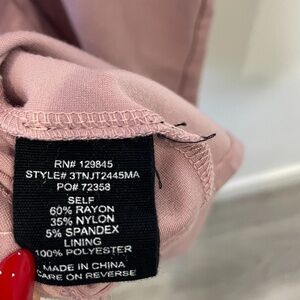 RN# 129845
STYLE# 3TNJT2445MA
PO# 72358
SELF
60% RAYON
35% NYLON
5% SPANDEX
LINING
100% POLYESTER
MADE IN CHINA
CARE ON REVERSE